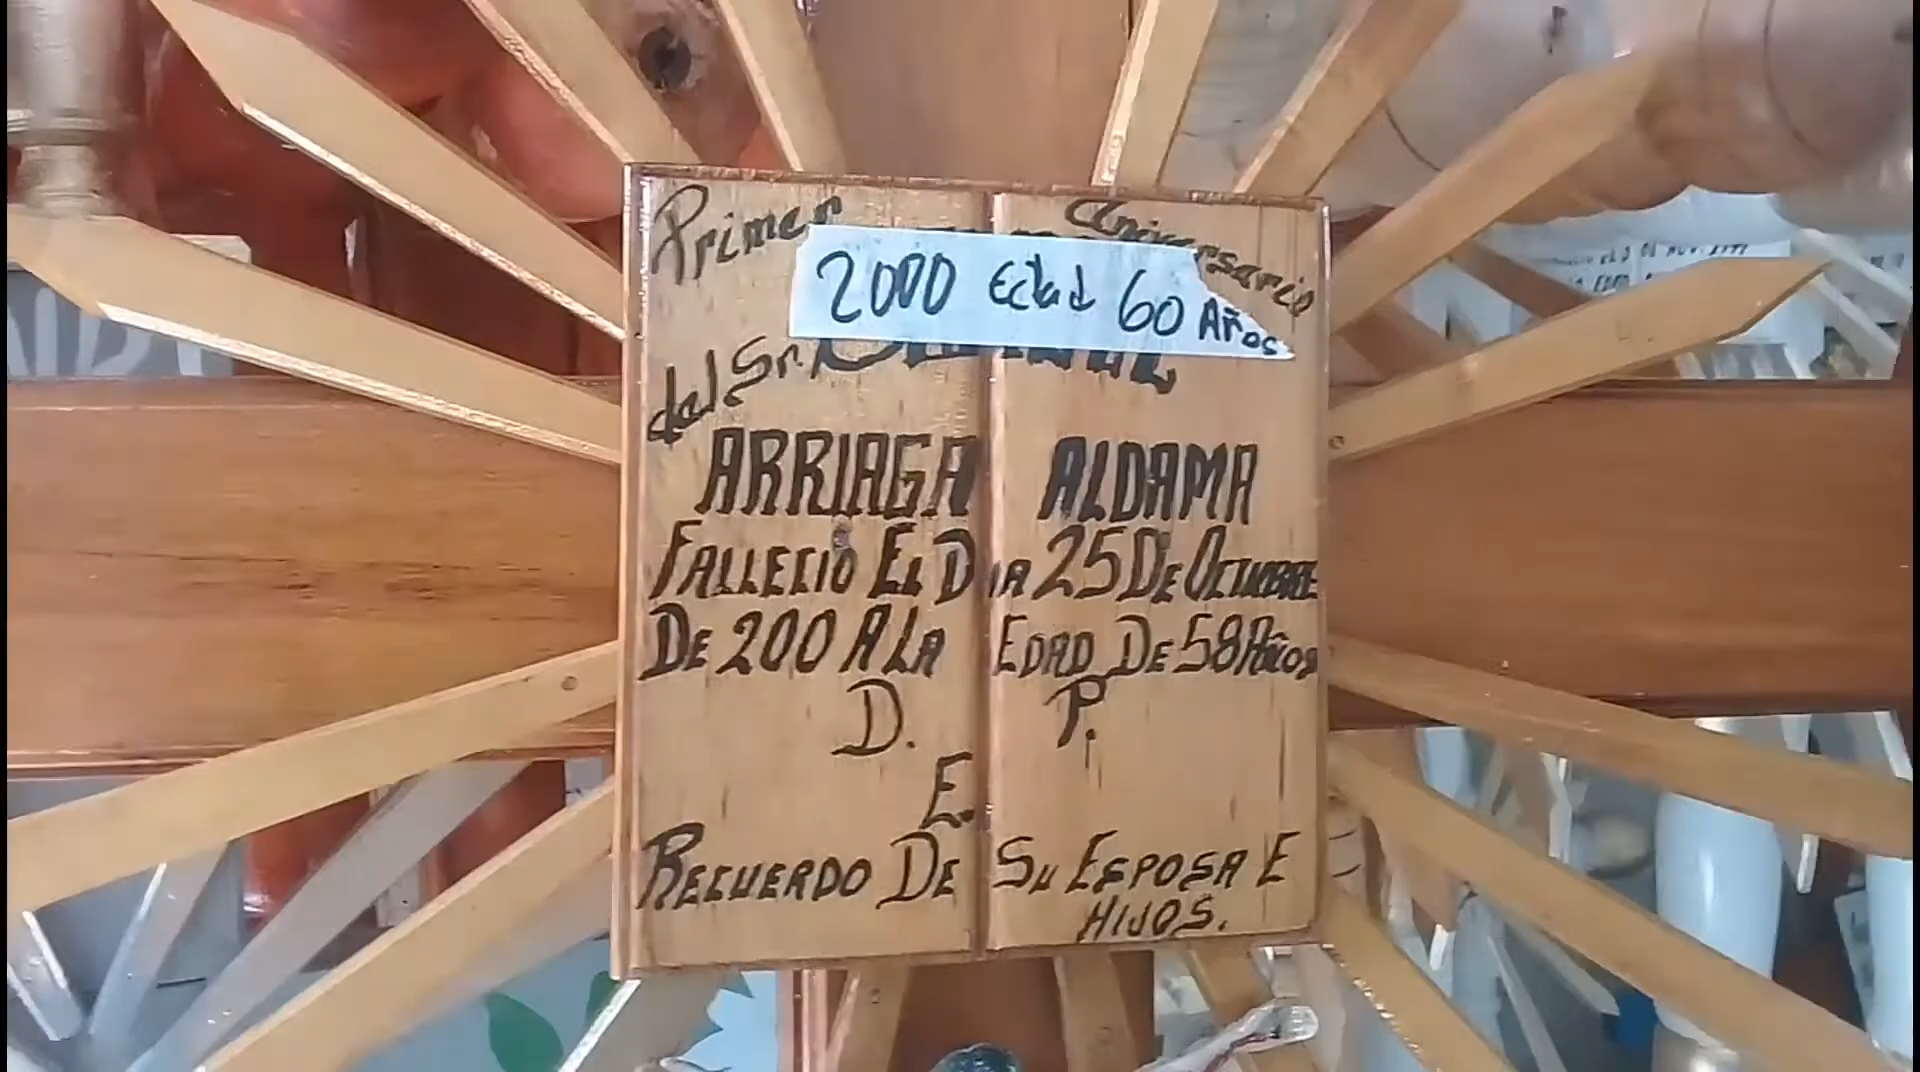 Primer Aniversario
2000 Edad 60 Años
del Sr.
ARRIAGA ALDAMA
FALLECIO EL DIA 25 DE OCTUBRE
DE 200 A LA EDAD DE 58 AÑOS
D. P.
E.
RECUERDO DE SU ESPOSA E
HIJOS.